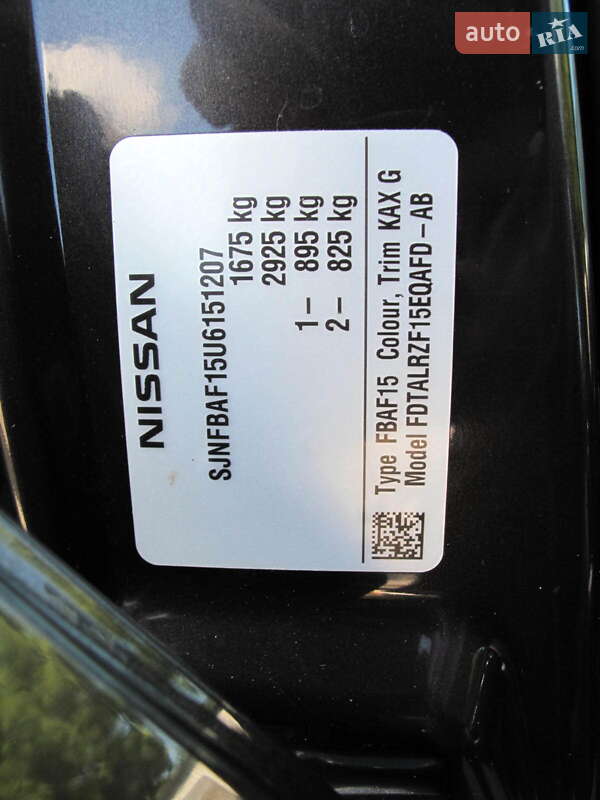 auto RIA.com
NISSAN
SJNFBAF15U6151207
1675 kg
2925 kg
1- 895 kg
2- 825 kg
Type FBAF15 Colour, Trim KAX G
Model FDTALRZF15EQAFD-AB